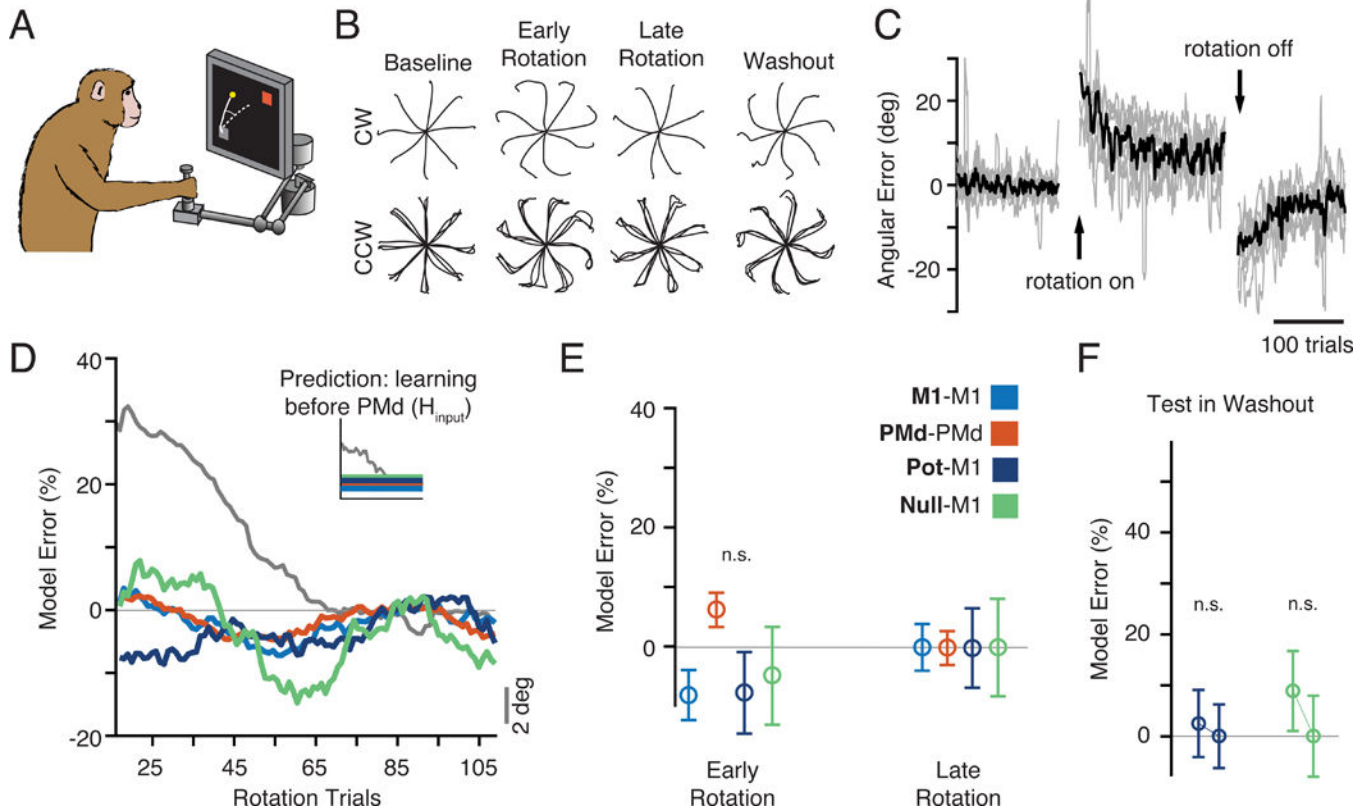 A
B
Baseline
Early
Rotation
Late
Rotation
Washout
CW
CCW
C
Angular Error (deg)
20
0
-20
rotation on
rotation off
100 trials
D
Model Error (%)
40
20
0
-20
25
45
65
85
105
Rotation Trials
Prediction: learning
before PMd (Hinput)
2 deg
E
Model Error (%)
40
20
0
n.s.
M1-M1
PMd-PMd
Pot-M1
Null-M1
Early
Rotation
Late
Rotation
F
Test in Washout
Model Error (%)
40
20
0
n.s.
n.s.